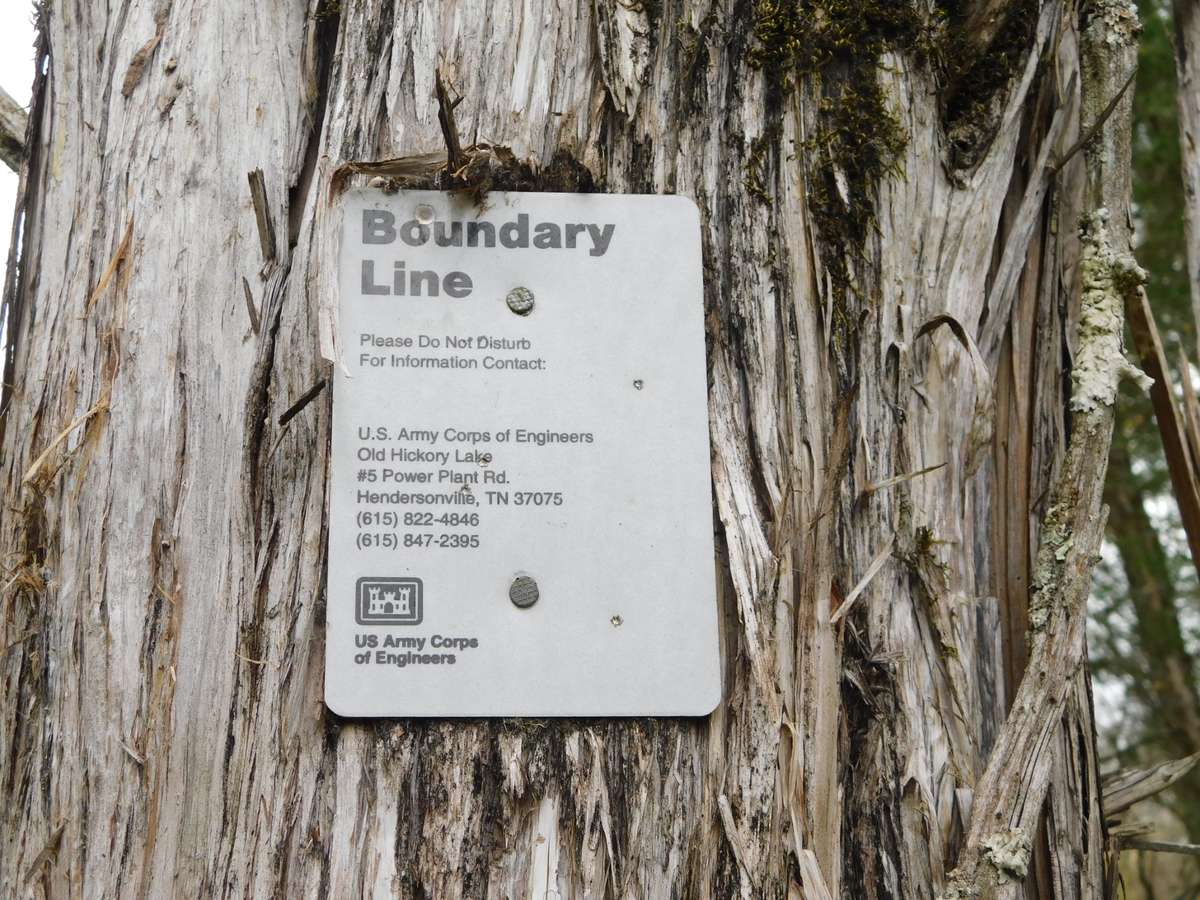 Boundary
Line
Please Do Not Disturb
For Information Contact:
U.S. Army Corps of Engineers
Old Hickory Lake
#5 Power Plant Rd.
Hendersonville, TN 37075
(615) 822-4846
(615) 847-2395
US Army Corps
of Engineers